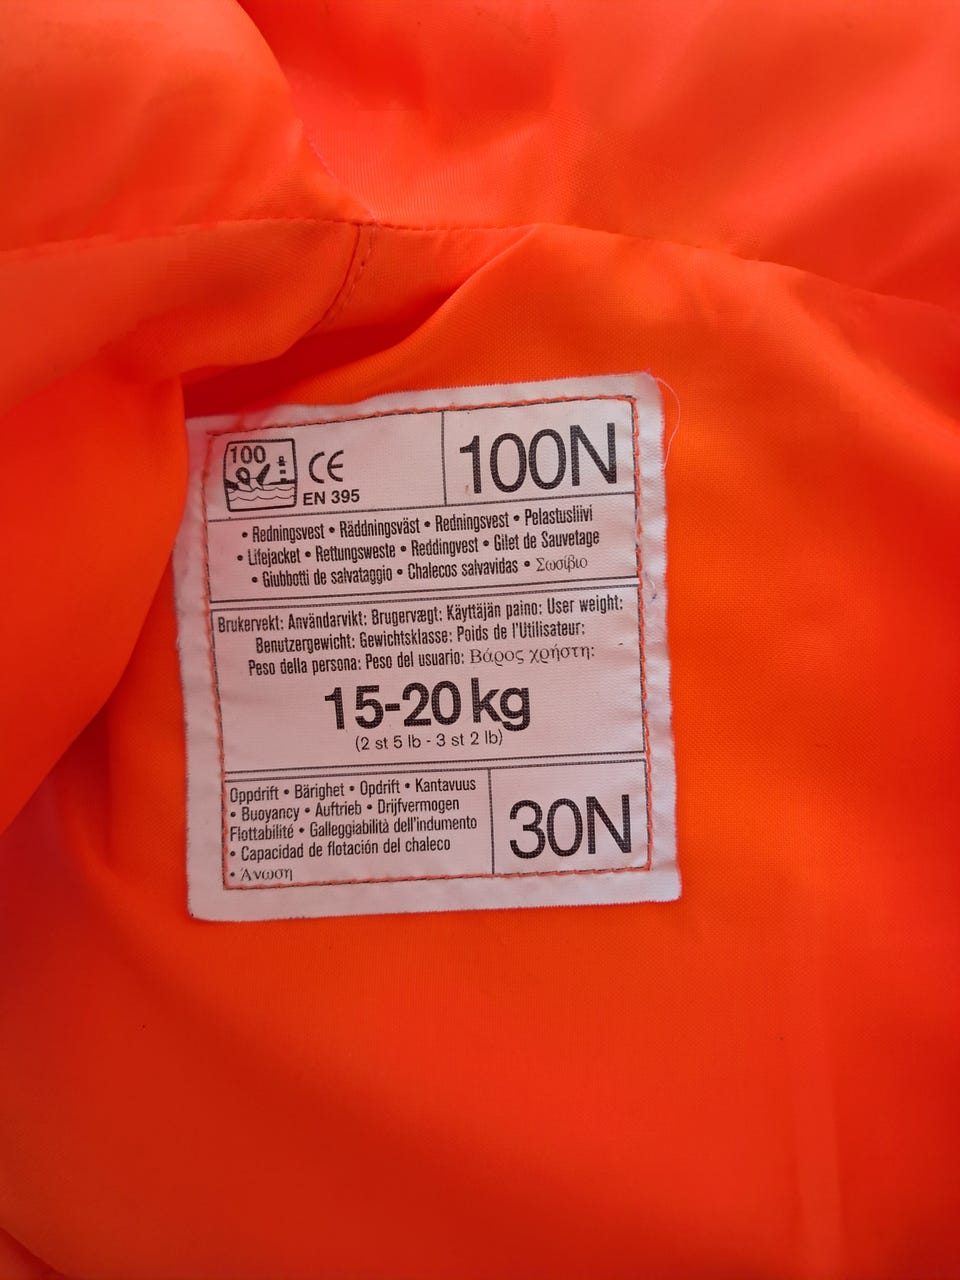 100 CE
EN 395
100N
• Redningsvest • Räddningsväst • Redningsvest • Pelastusliivi
• Lifejacket • Rettungsweste • Reddingvest • Gilet de Sauvetage
• Giubbotti de salvataggio • Chalecos salvavidas • Σωσίβιο
Brukervekt: Användarvikt: Brugervægt: Käyttäjän paino: User weight:
Benutzergewicht: Gewichtsklasse: Poids de l'Utilisateur:
Peso della persona: Peso del usuario: Βάρος χρήστη:
15-20 kg
(2 st 5 lb - 3 st 2 lb)
Oppdrift • Bärighet • Opdrift • Kantavuus
• Buoyancy • Auftrieb • Drijfvermogen
Flottabilité • Galleggiabilità dell'indumento
• Capacidad de flotación del chaleco
• Άνωση
30N